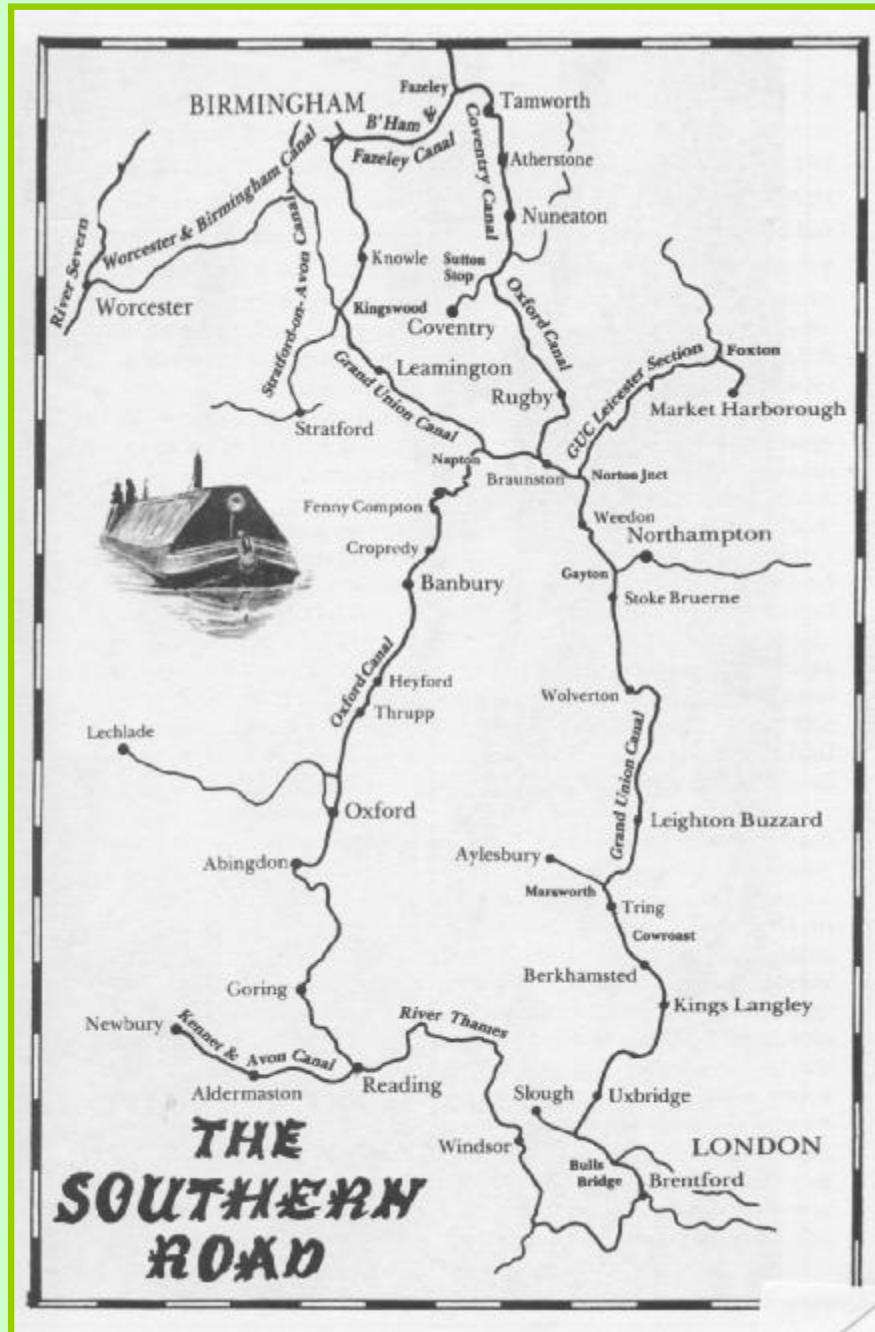 Fazeley
BIRMINGHAM
Tamworth
B'Ham &
Fazeley Canal
Coventry Canal
Atherstone
Worcester & Birmingham Canal
Nuneaton
River Severn
Stratford-on-Avon Canal
Knowle
Sutton
Stop
Worcester
Kingswood
Coventry
Oxford Canal
Foxton
Grand Union Canal
Leamington
GUC Leicester Section
Rugby
Market Harborough
Stratford
Napton
Braunston
Norton Jnct
Fenny Compton
Weedon
Northampton
Cropredy
Banbury
Gayton
Stoke Bruerne
Oxford Canal
Heyford
Wolverton
Thrupp
Lechlade
Grand Union Canal
Oxford
Leighton Buzzard
Aylesbury
Abingdon
Marsworth
Tring
Cowroast
Berkhamsted
Goring
Kings Langley
Newbury
River Thames
Kennet & Avon Canal
Reading
Aldermaston
Slough
Uxbridge
THE
SOUTHERN
ROAD
Windsor
LONDON
Bulls
Bridge
Brentford